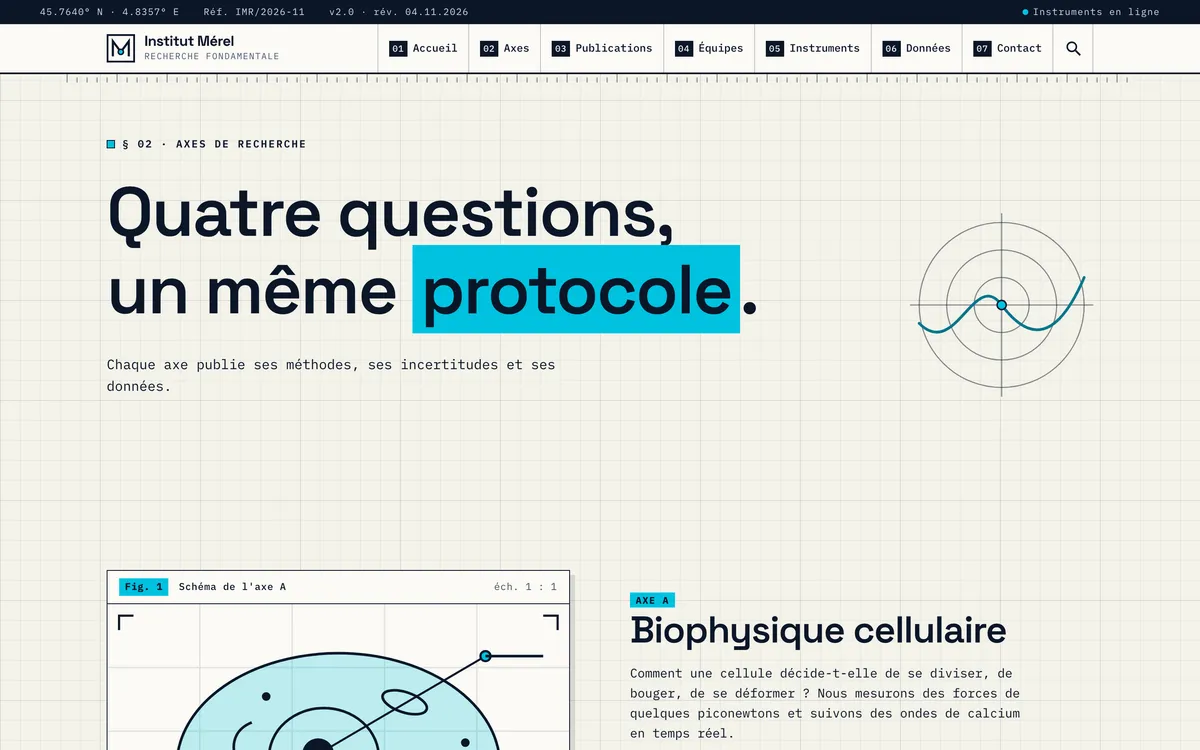 45.7640° N · 4.8357° E Réf. IMR/2026-11 v2.0 · rév. 04.11.2026 Instruments en ligne
Institut Mérel
RECHERCHE FONDAMENTALE
01 Accueil 02 Axes 03 Publications 04 Équipes 05 Instruments 06 Données 07 Contact
§ 02 · AXES DE RECHERCHE
Quatre questions,
un même protocole.
Chaque axe publie ses méthodes, ses incertitudes et ses
données.
Fig. 1 Schéma de l'axe A éch. 1 : 1
AXE A
Biophysique cellulaire
Comment une cellule décide-t-elle de se diviser, de
bouger, de se déformer ? Nous mesurons des forces de
quelques piconewtons et suivons des ondes de calcium
en temps réel.